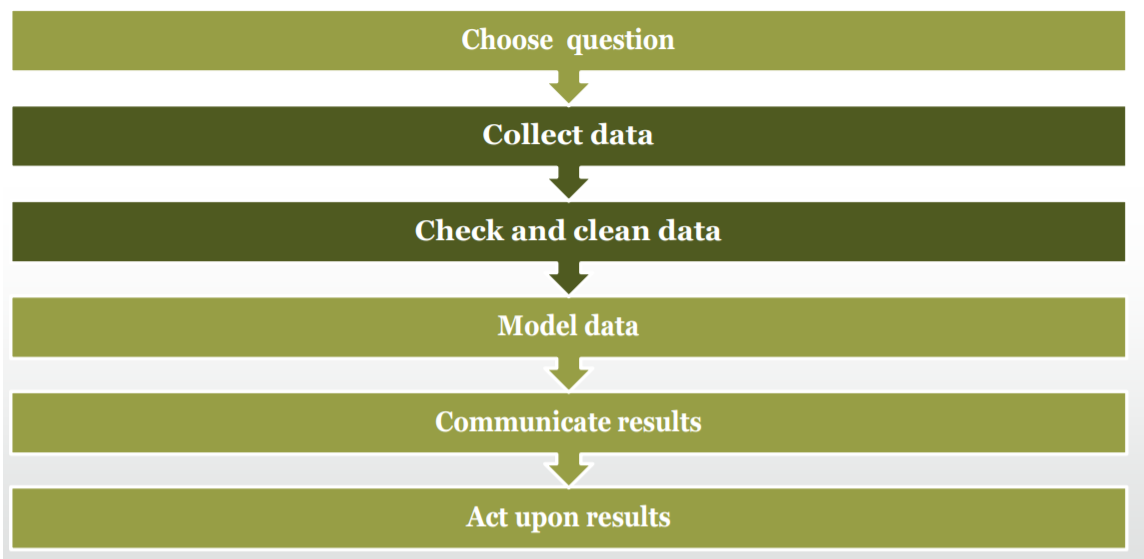 Choose question
Collect data
Check and clean data
Model data
Communicate results
Act upon results